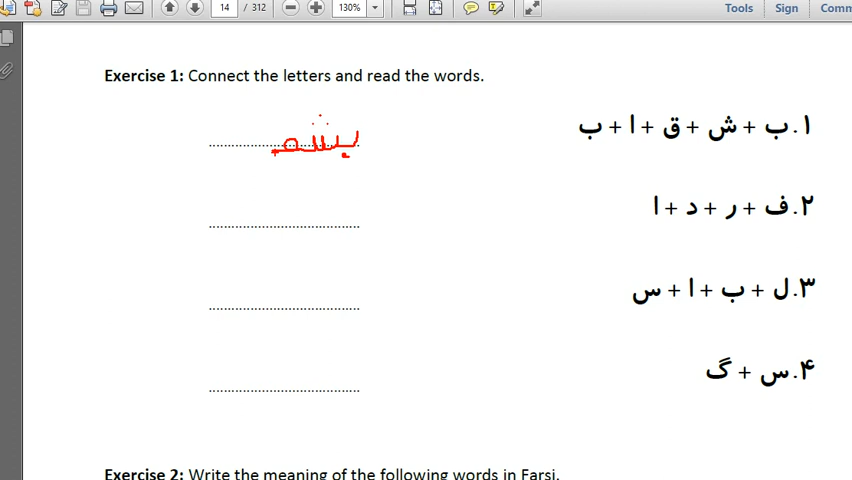 14 / 312 130% Tools Sign
Exercise 1: Connect the letters and read the words.
۱. ب + ش + ق + ا + ب
۲. ف + ر + د + ا
۳. ل + ب + ا + س
۴. س + گ
Exercise 2: Write the meaning of the following words in Farsi.